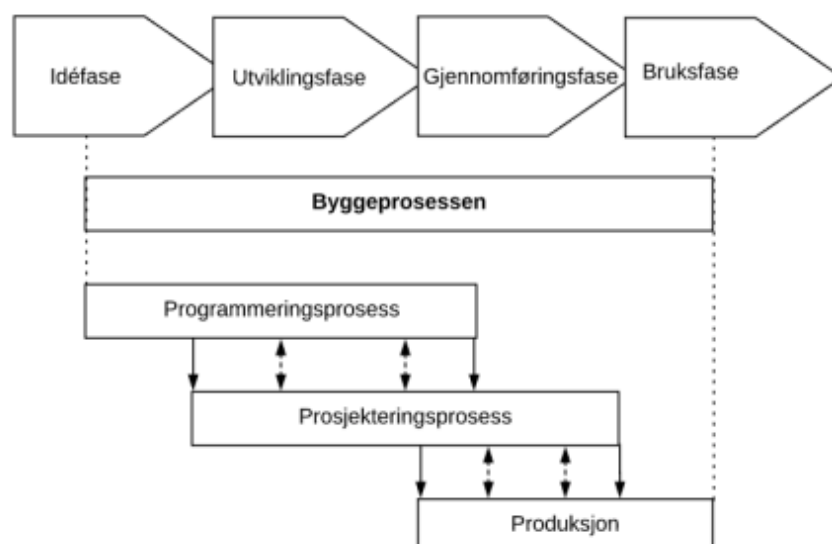 Idéfase
Utviklingsfase
Gjennomføringsfase
Bruksfase
Byggeprosessen
Programmeringsprosess
Prosjekteringsprosess
Produksjon